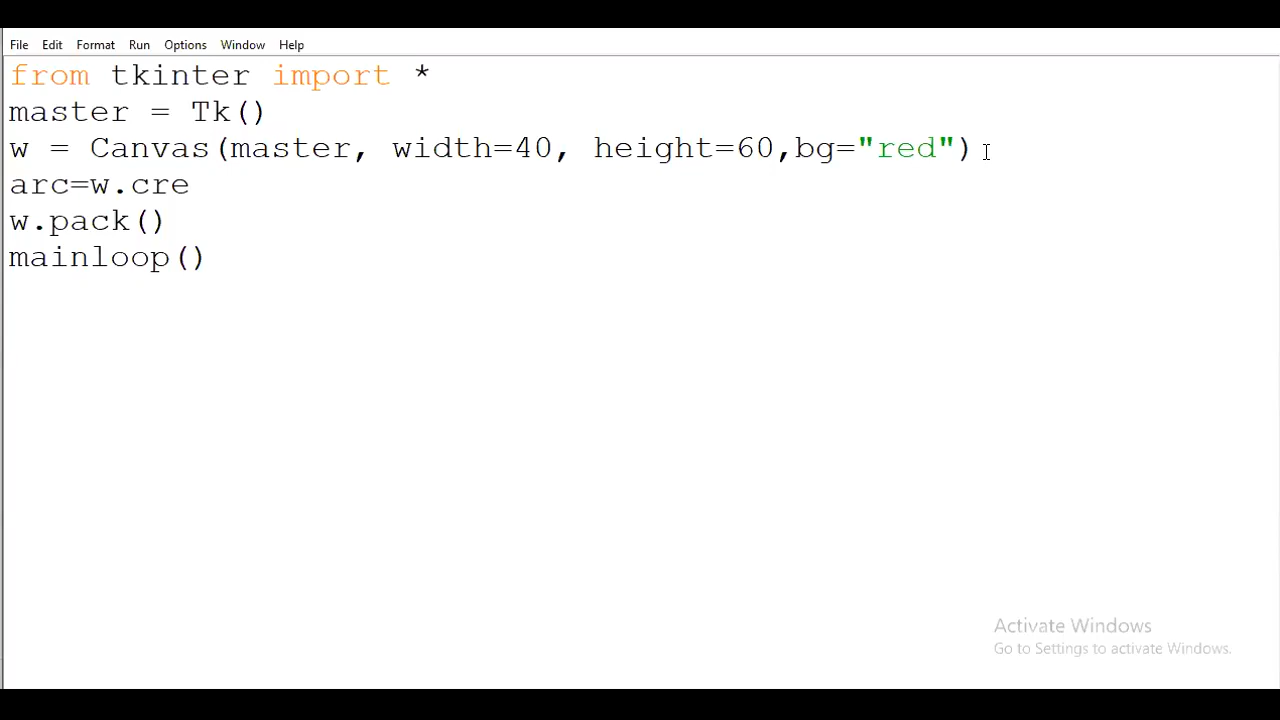 File Edit Format Run Options Window Help
from tkinter import *
master = Tk()
w = Canvas(master, width=40, height=60,bg="red")
arc=w.cre
w.pack()
mainloop()
Activate Windows
Go to Settings to activate Windows.